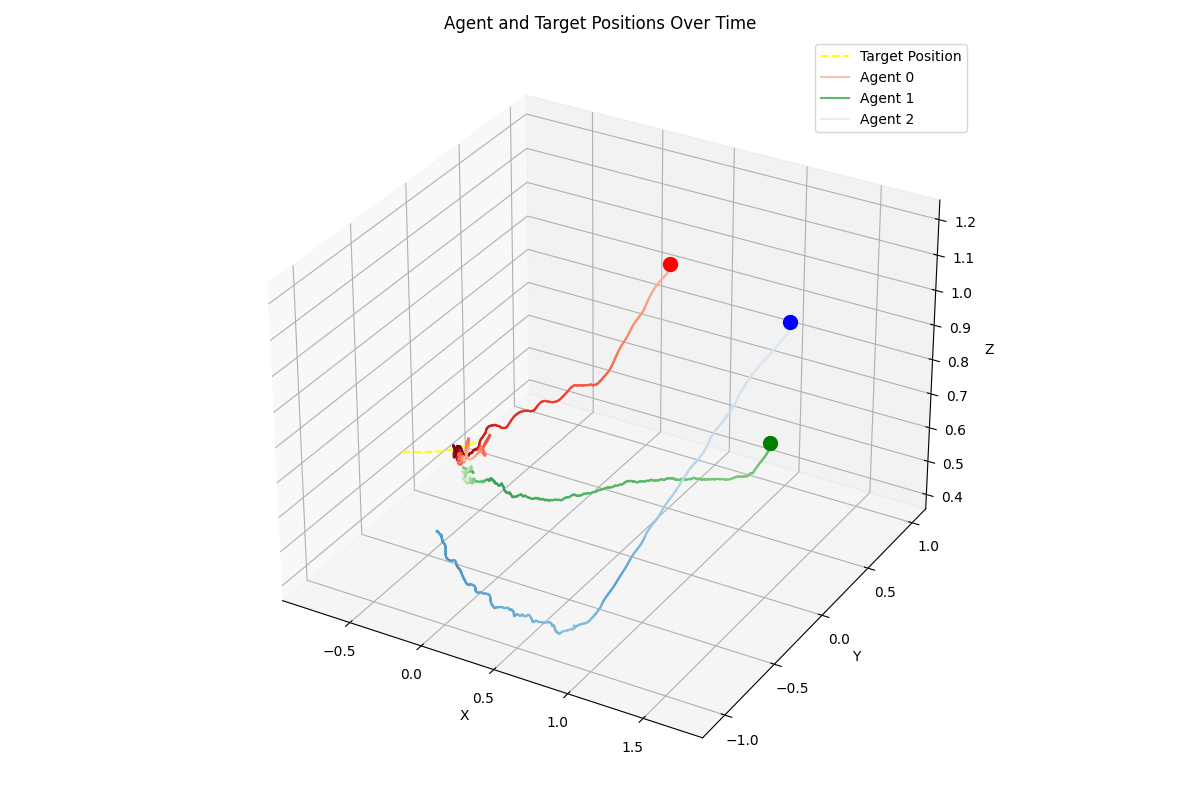 Agent and Target Positions Over Time
Target Position
Agent 0
Agent 1
Agent 2
1.2
1.1
1.0
0.9
Z
0.8
0.7
0.6
0.5
0.4
1.0
0.5
0.0
Y
−0.5
−1.0
−0.5
0.0
0.5
X
1.0
1.5